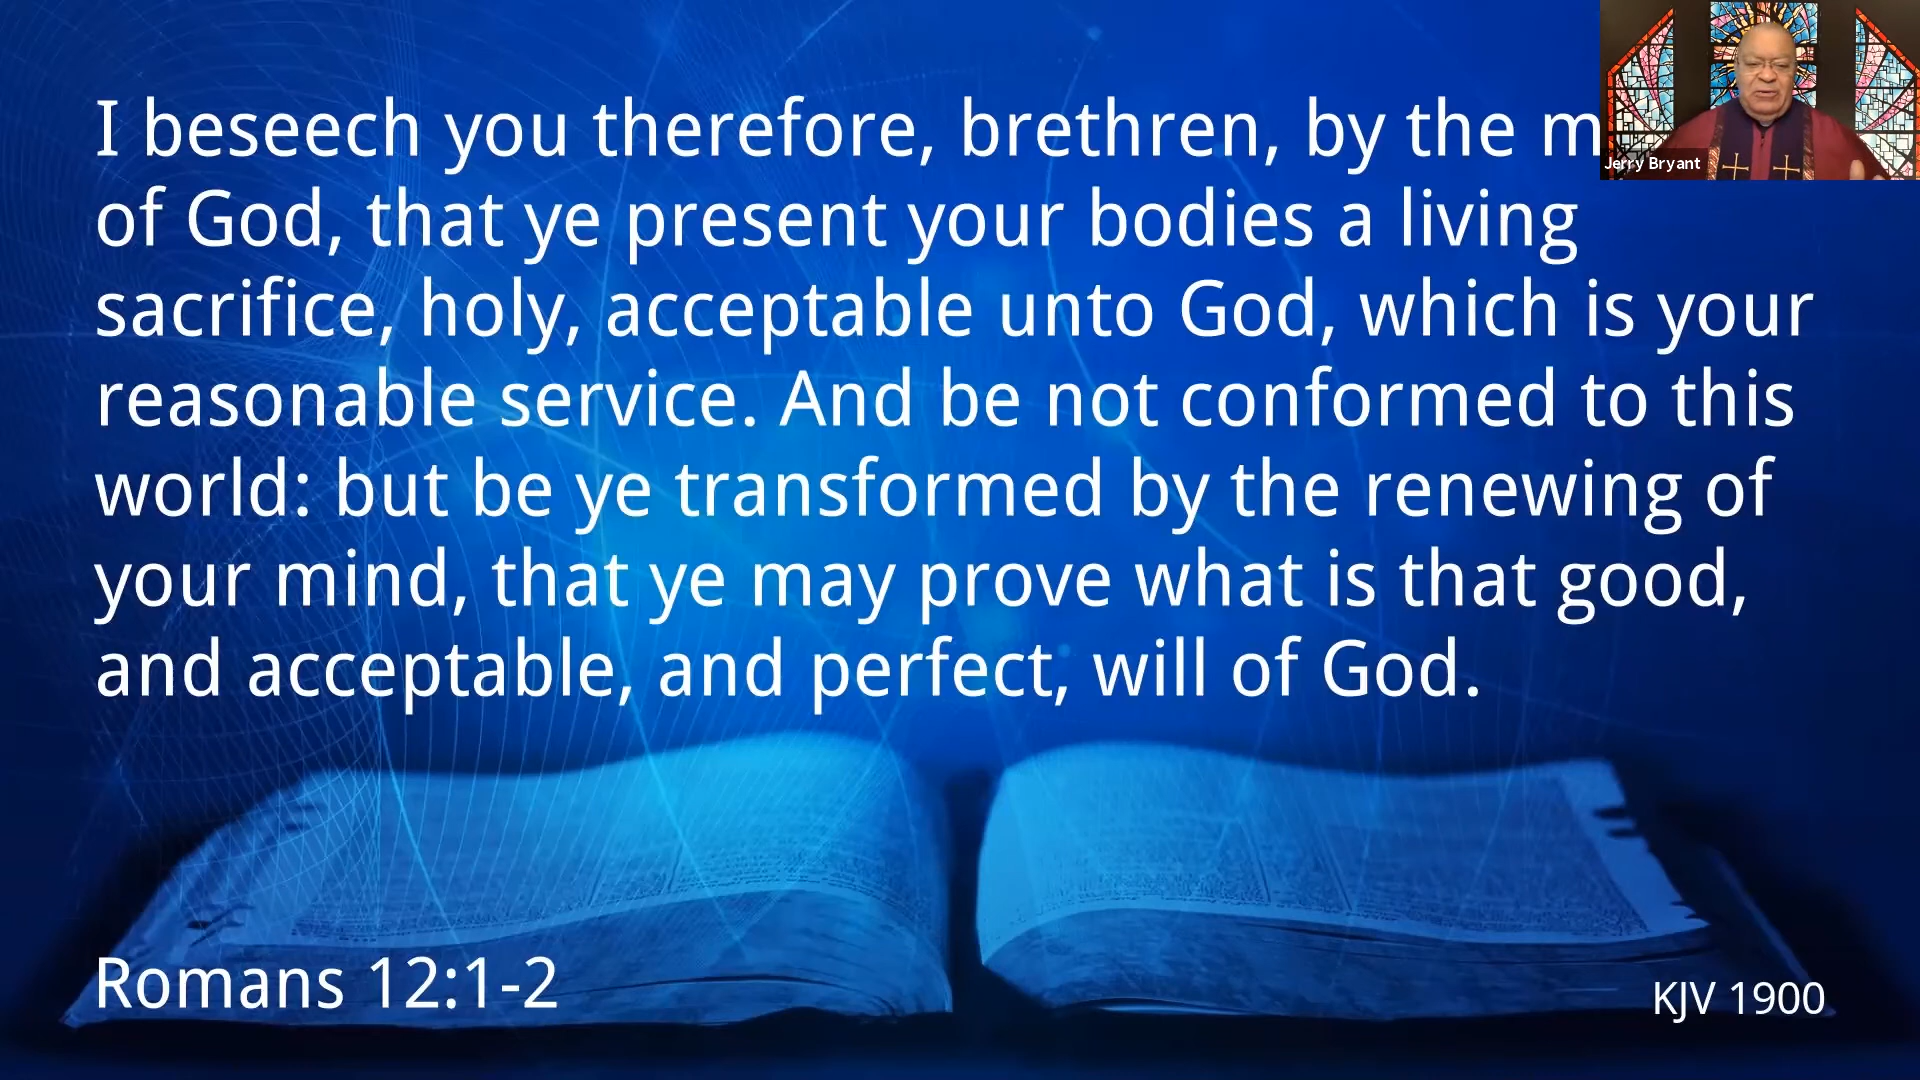 I beseech you therefore, brethren, by the m
of God, that ye present your bodies a living
sacrifice, holy, acceptable unto God, which is your
reasonable service. And be not conformed to this
world: but be ye transformed by the renewing of
your mind, that ye may prove what is that good,
and acceptable, and perfect, will of God.
Romans 12:1-2
KJV 1900
Jerry Bryant